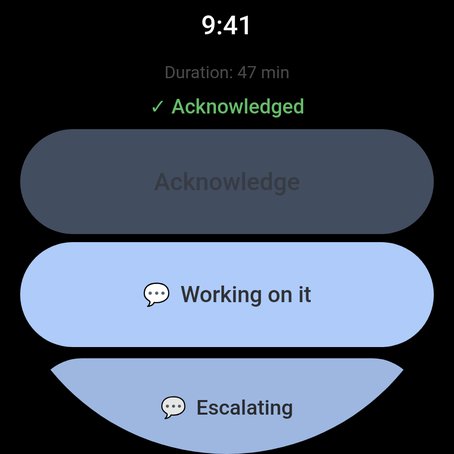 9:41
Duration: 47 min
✓ Acknowledged
Acknowledge
💬 Working on it
💬 Escalating